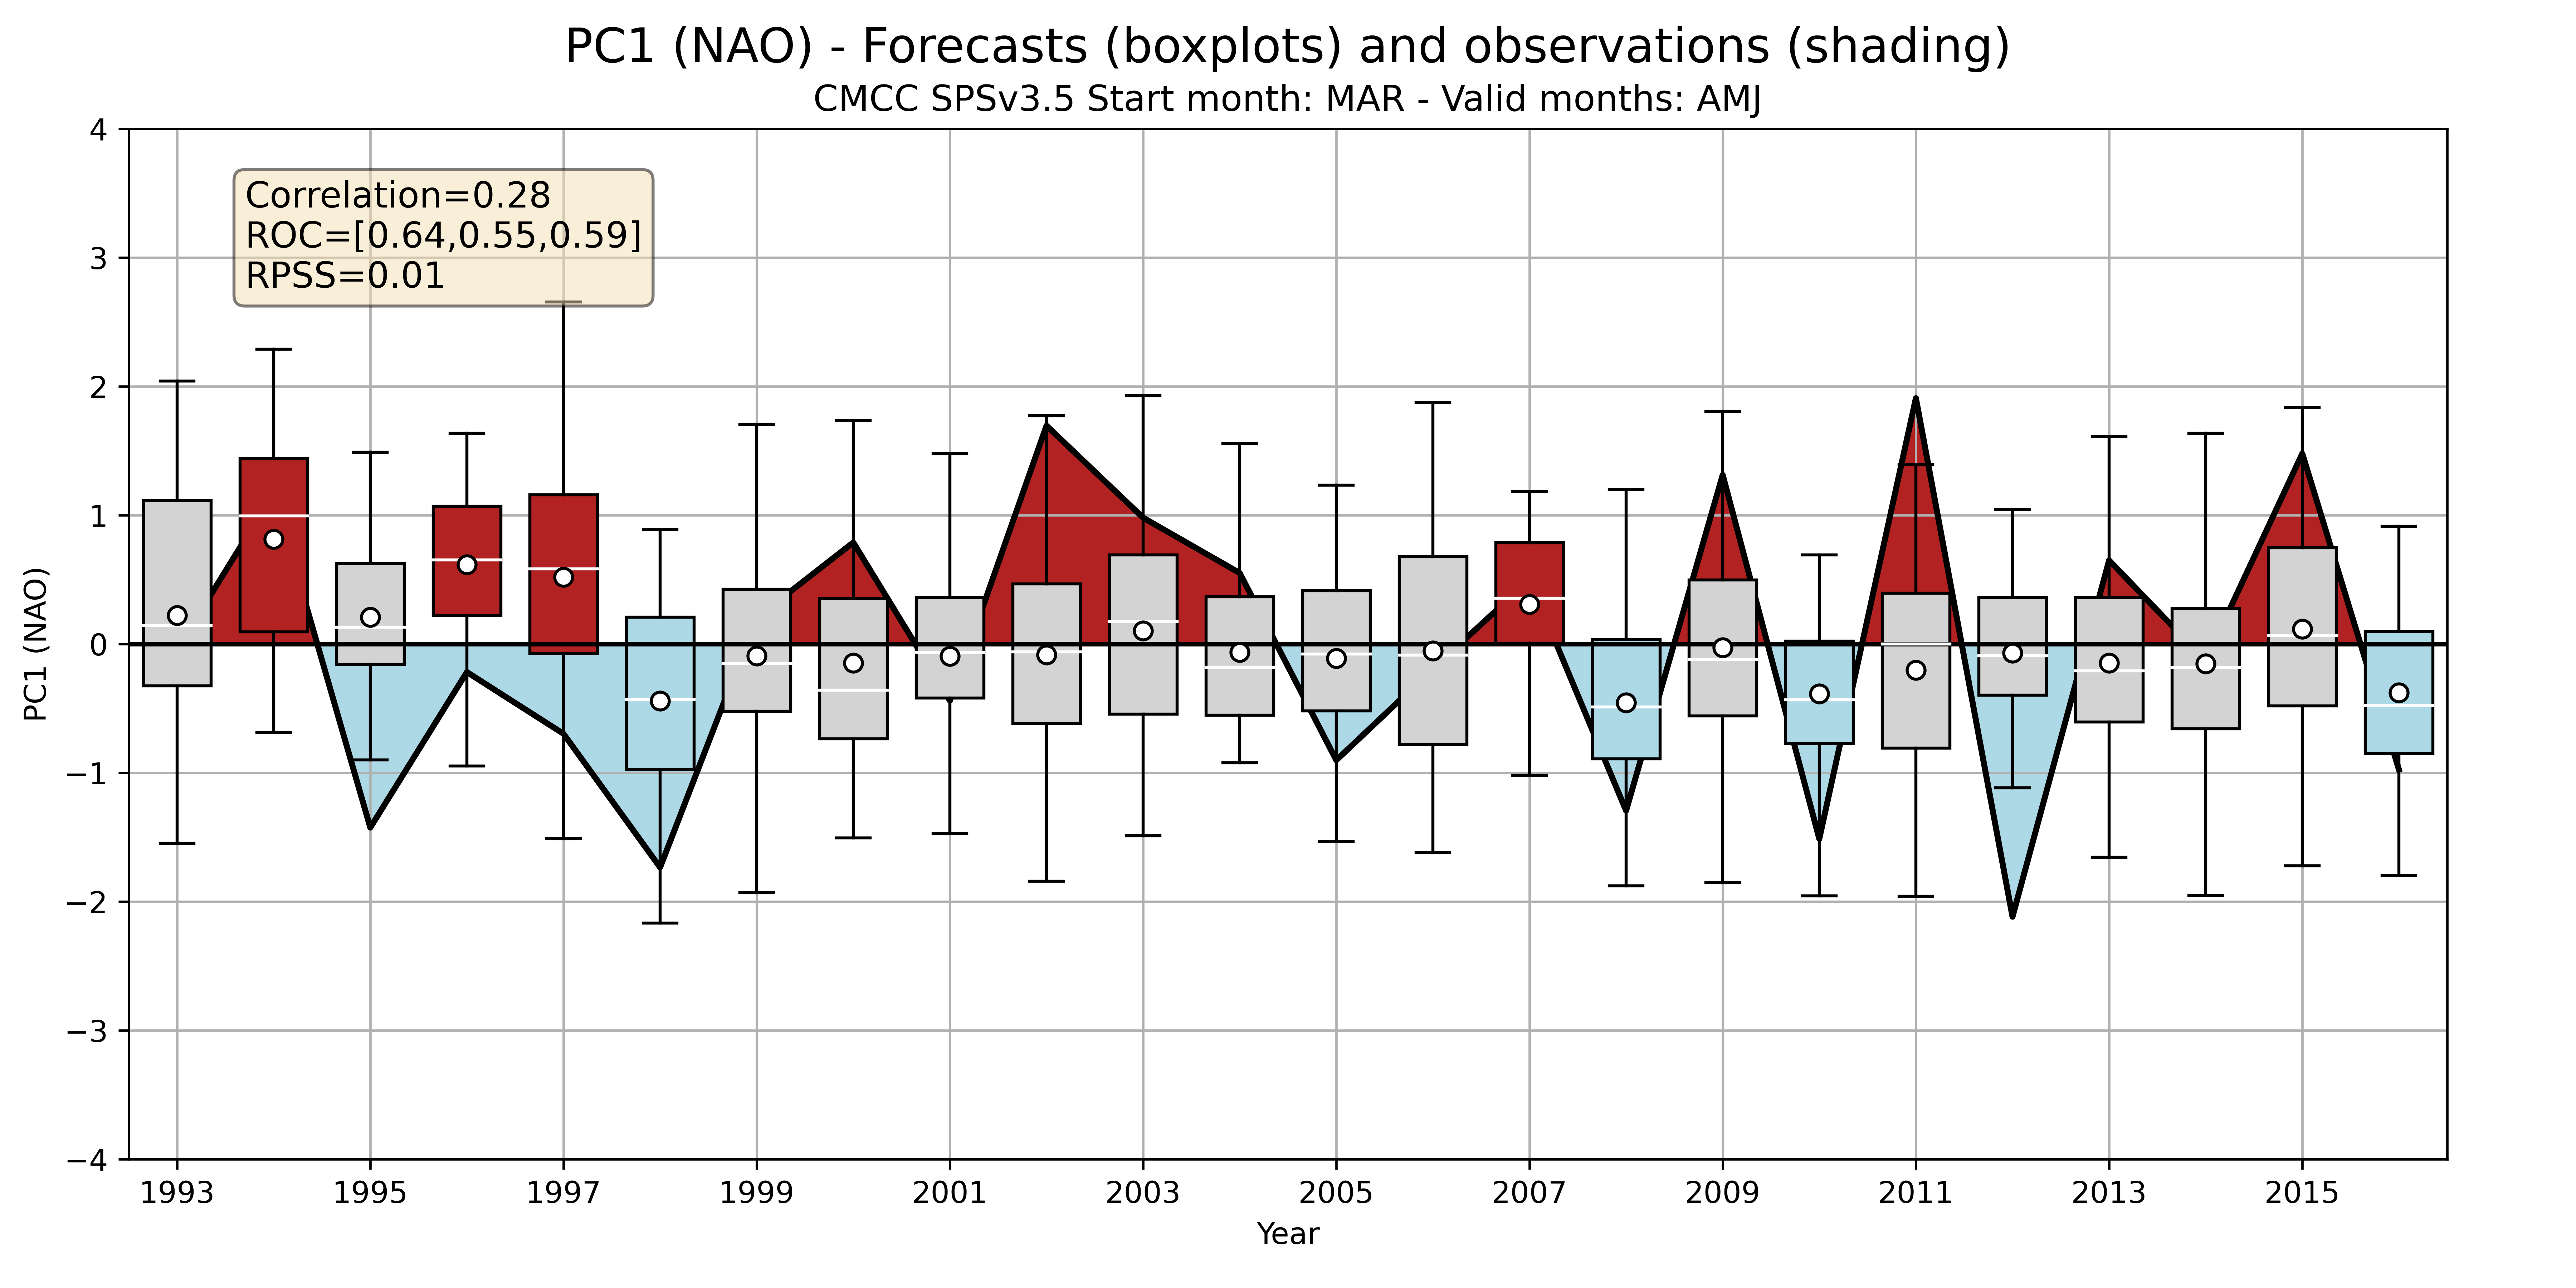 PC1 (NAO) - Forecasts (boxplots) and observations (shading)
CMCC SPSv3.5 Start month: MAR - Valid months: AMJ
Correlation=0.28
ROC=[0.64,0.55,0.59]
RPSS=0.01
PC1 (NAO)
4
3
2
1
0
−1
−2
−3
−4
1993 1995 1997 1999 2001 2003 2005 2007 2009 2011 2013 2015
Year